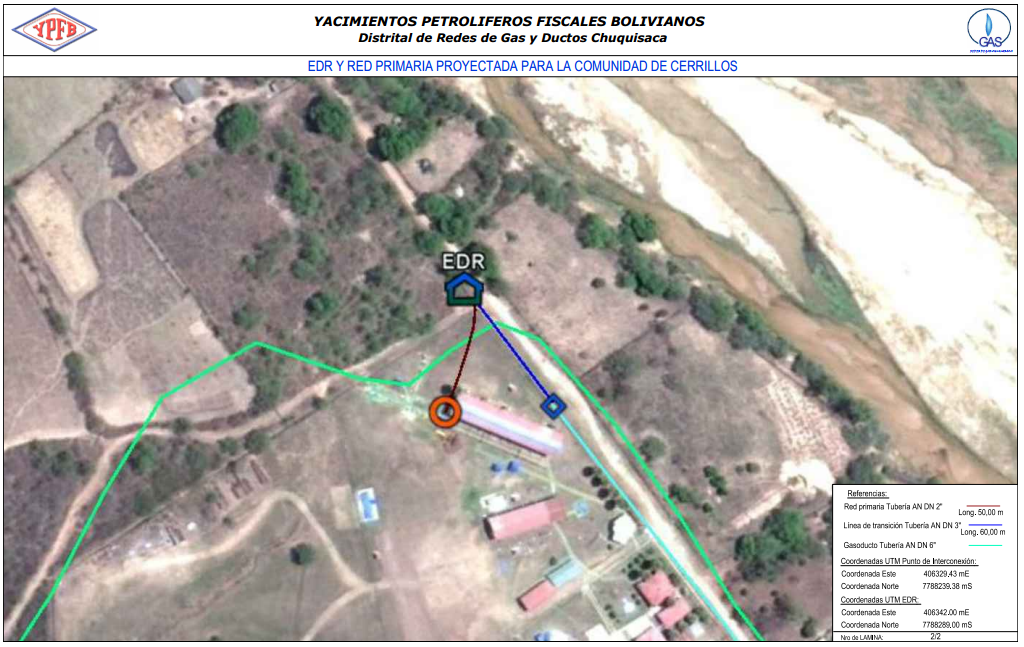 YPFB
YACIMIENTOS PETROLIFEROS FISCALES BOLIVIANOS
Distrital de Redes de Gas y Ductos Chuquisaca
GAS
EDR Y RED PRIMARIA PROYECTADA PARA LA COMUNIDAD DE CERRILLOS
EDR
Referencias:
Red primaria Tubería AN DN 2"
Long. 50,00 m
Línea de transición Tubería AN DN 3"
Long. 60,00 m
Gasoducto Tubería AN DN 6"
Coordenadas UTM Punto de Interconexión:
Coordenada Este 406329,43 mE
Coordenada Norte 7788239,38 mS
Coordenadas UTM EDR:
Coordenada Este 406342,00 mE
Coordenada Norte 7788289,00 mS
Nro de LAMINA: 2/2